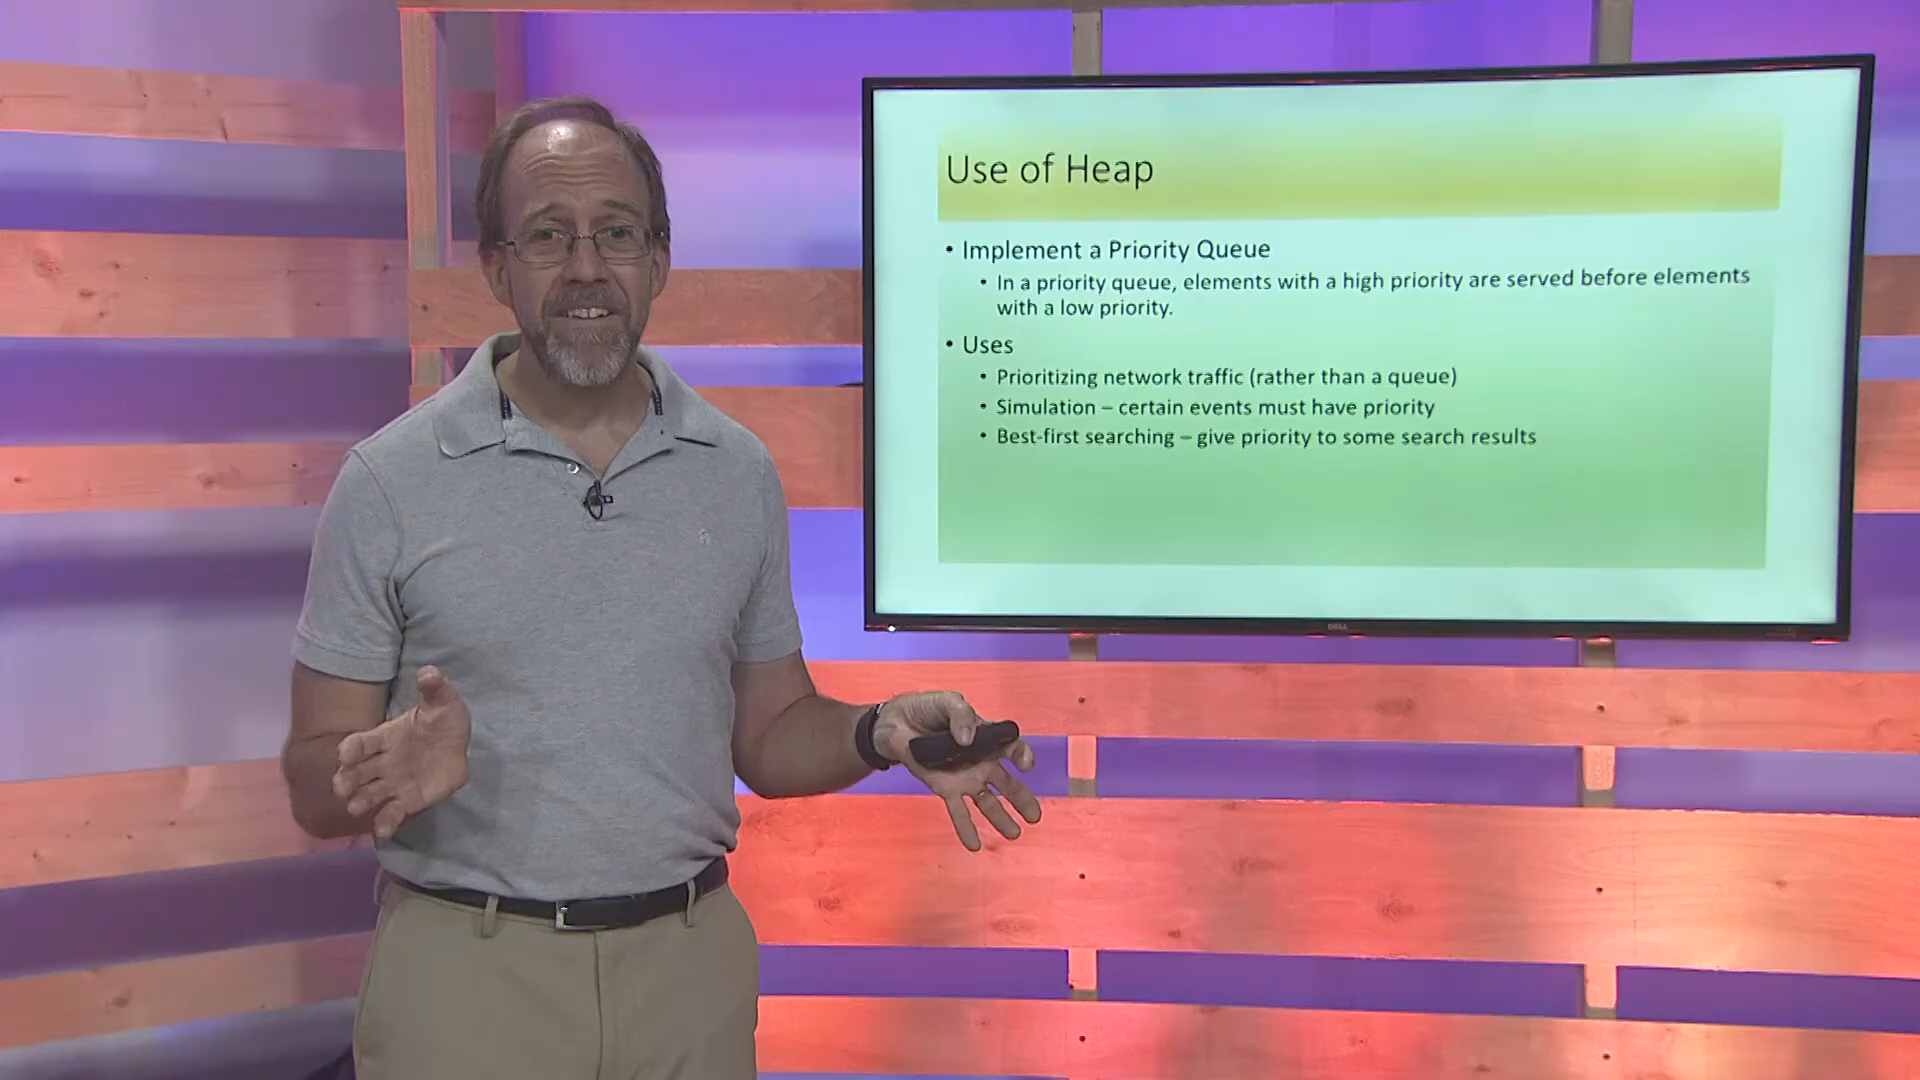 Use of Heap
• Implement a Priority Queue
• In a priority queue, elements with a high priority are served before elements
with a low priority.
• Uses
• Prioritizing network traffic (rather than a queue)
• Simulation – certain events must have priority
• Best-first searching – give priority to some search results
DELL